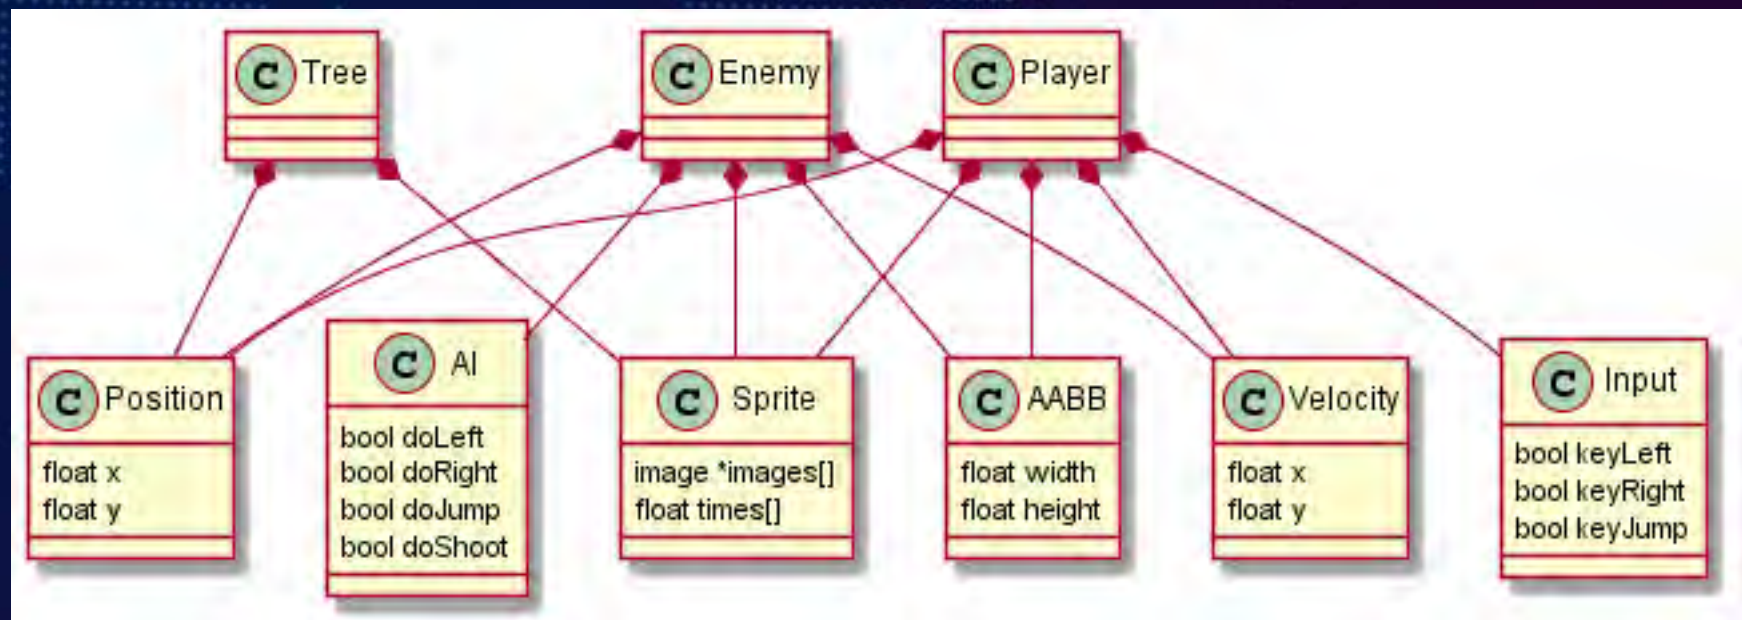 C Tree
C Enemy
C Player
C Position
float x
float y
C AI
bool doLeft
bool doRight
bool doJump
bool doShoot
C Sprite
image *images[]
float times[]
C AABB
float width
float height
C Velocity
float x
float y
C Input
bool keyLeft
bool keyRight
bool keyJump